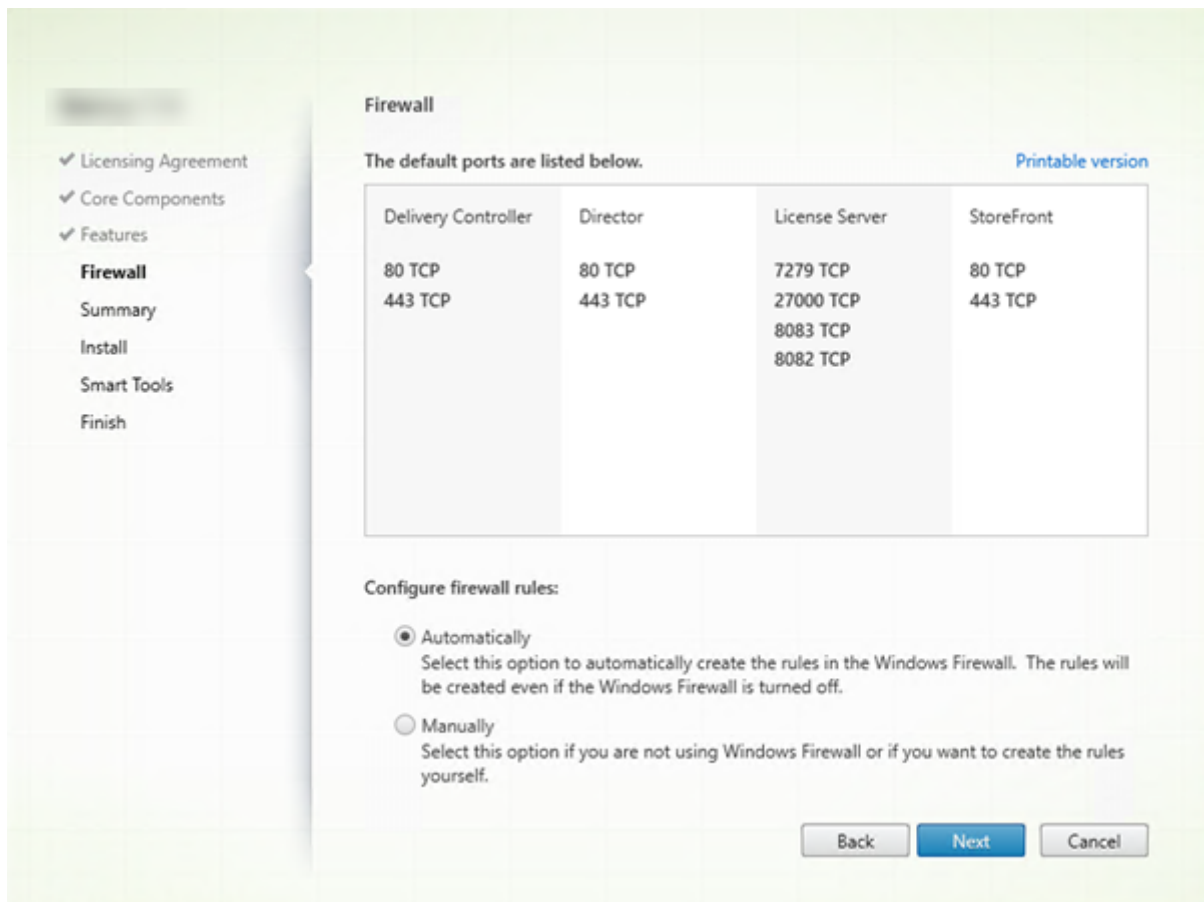 Licensing Agreement
Core Components
Features
Firewall
Summary
Install
Smart Tools
Finish
Firewall
The default ports are listed below.
Printable version
Delivery Controller
80 TCP
443 TCP
Director
80 TCP
443 TCP
License Server
7279 TCP
27000 TCP
8083 TCP
8082 TCP
StoreFront
80 TCP
443 TCP
Configure firewall rules:
Automatically
Select this option to automatically create the rules in the Windows Firewall. The rules will
be created even if the Windows Firewall is turned off.
Manually
Select this option if you are not using Windows Firewall or if you want to create the rules
yourself.
Back
Next
Cancel